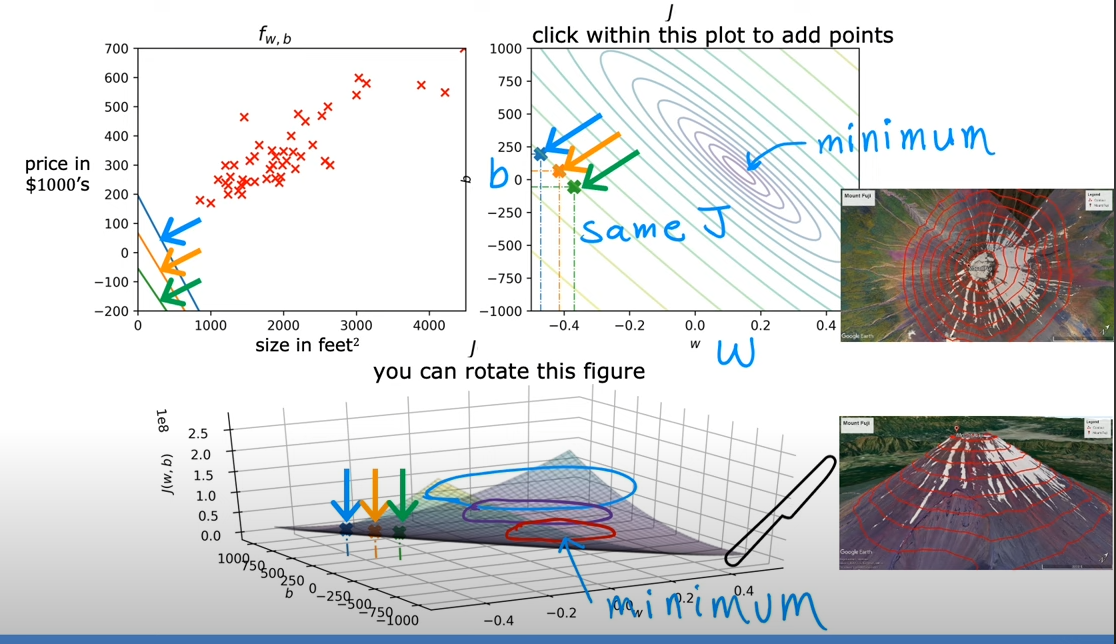 f_{w,b}
700
600
500
400
300
200
100
0
−100
−200
0 1000 2000 3000 4000
price in
$1000's
size in feet²
J
click within this plot to add points
1000
750
500
250
0
−250
−500
−750
−1000
−0.4 −0.2 0.0 0.2 0.4
b
b
w
W
minimum
same J
Mount Fuji
Legend
Google Earth
J
you can rotate this figure
1e8
2.5
2.0
1.5
1.0
0.5
0.0
J(w,b)
1000
750
500
250
0
−250
−500
−750
−1000
b
−0.4 −0.2 0.0 0.2 0.4
w
minimum
Mount Fuji
Legend
Google Earth